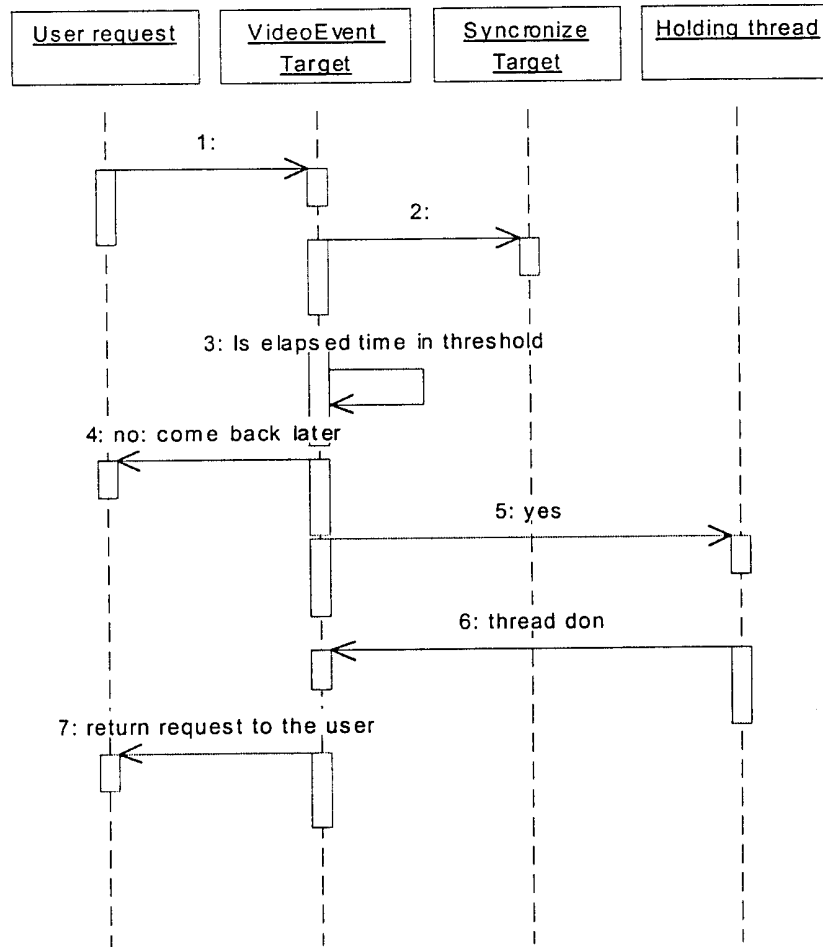 User request
VideoEvent
Target
Syncronize
Target
Holding thread
1:
2:
3: Is elapsed time in threshold
4: no: come back later
5: yes
6: thread don
7: return request to the user